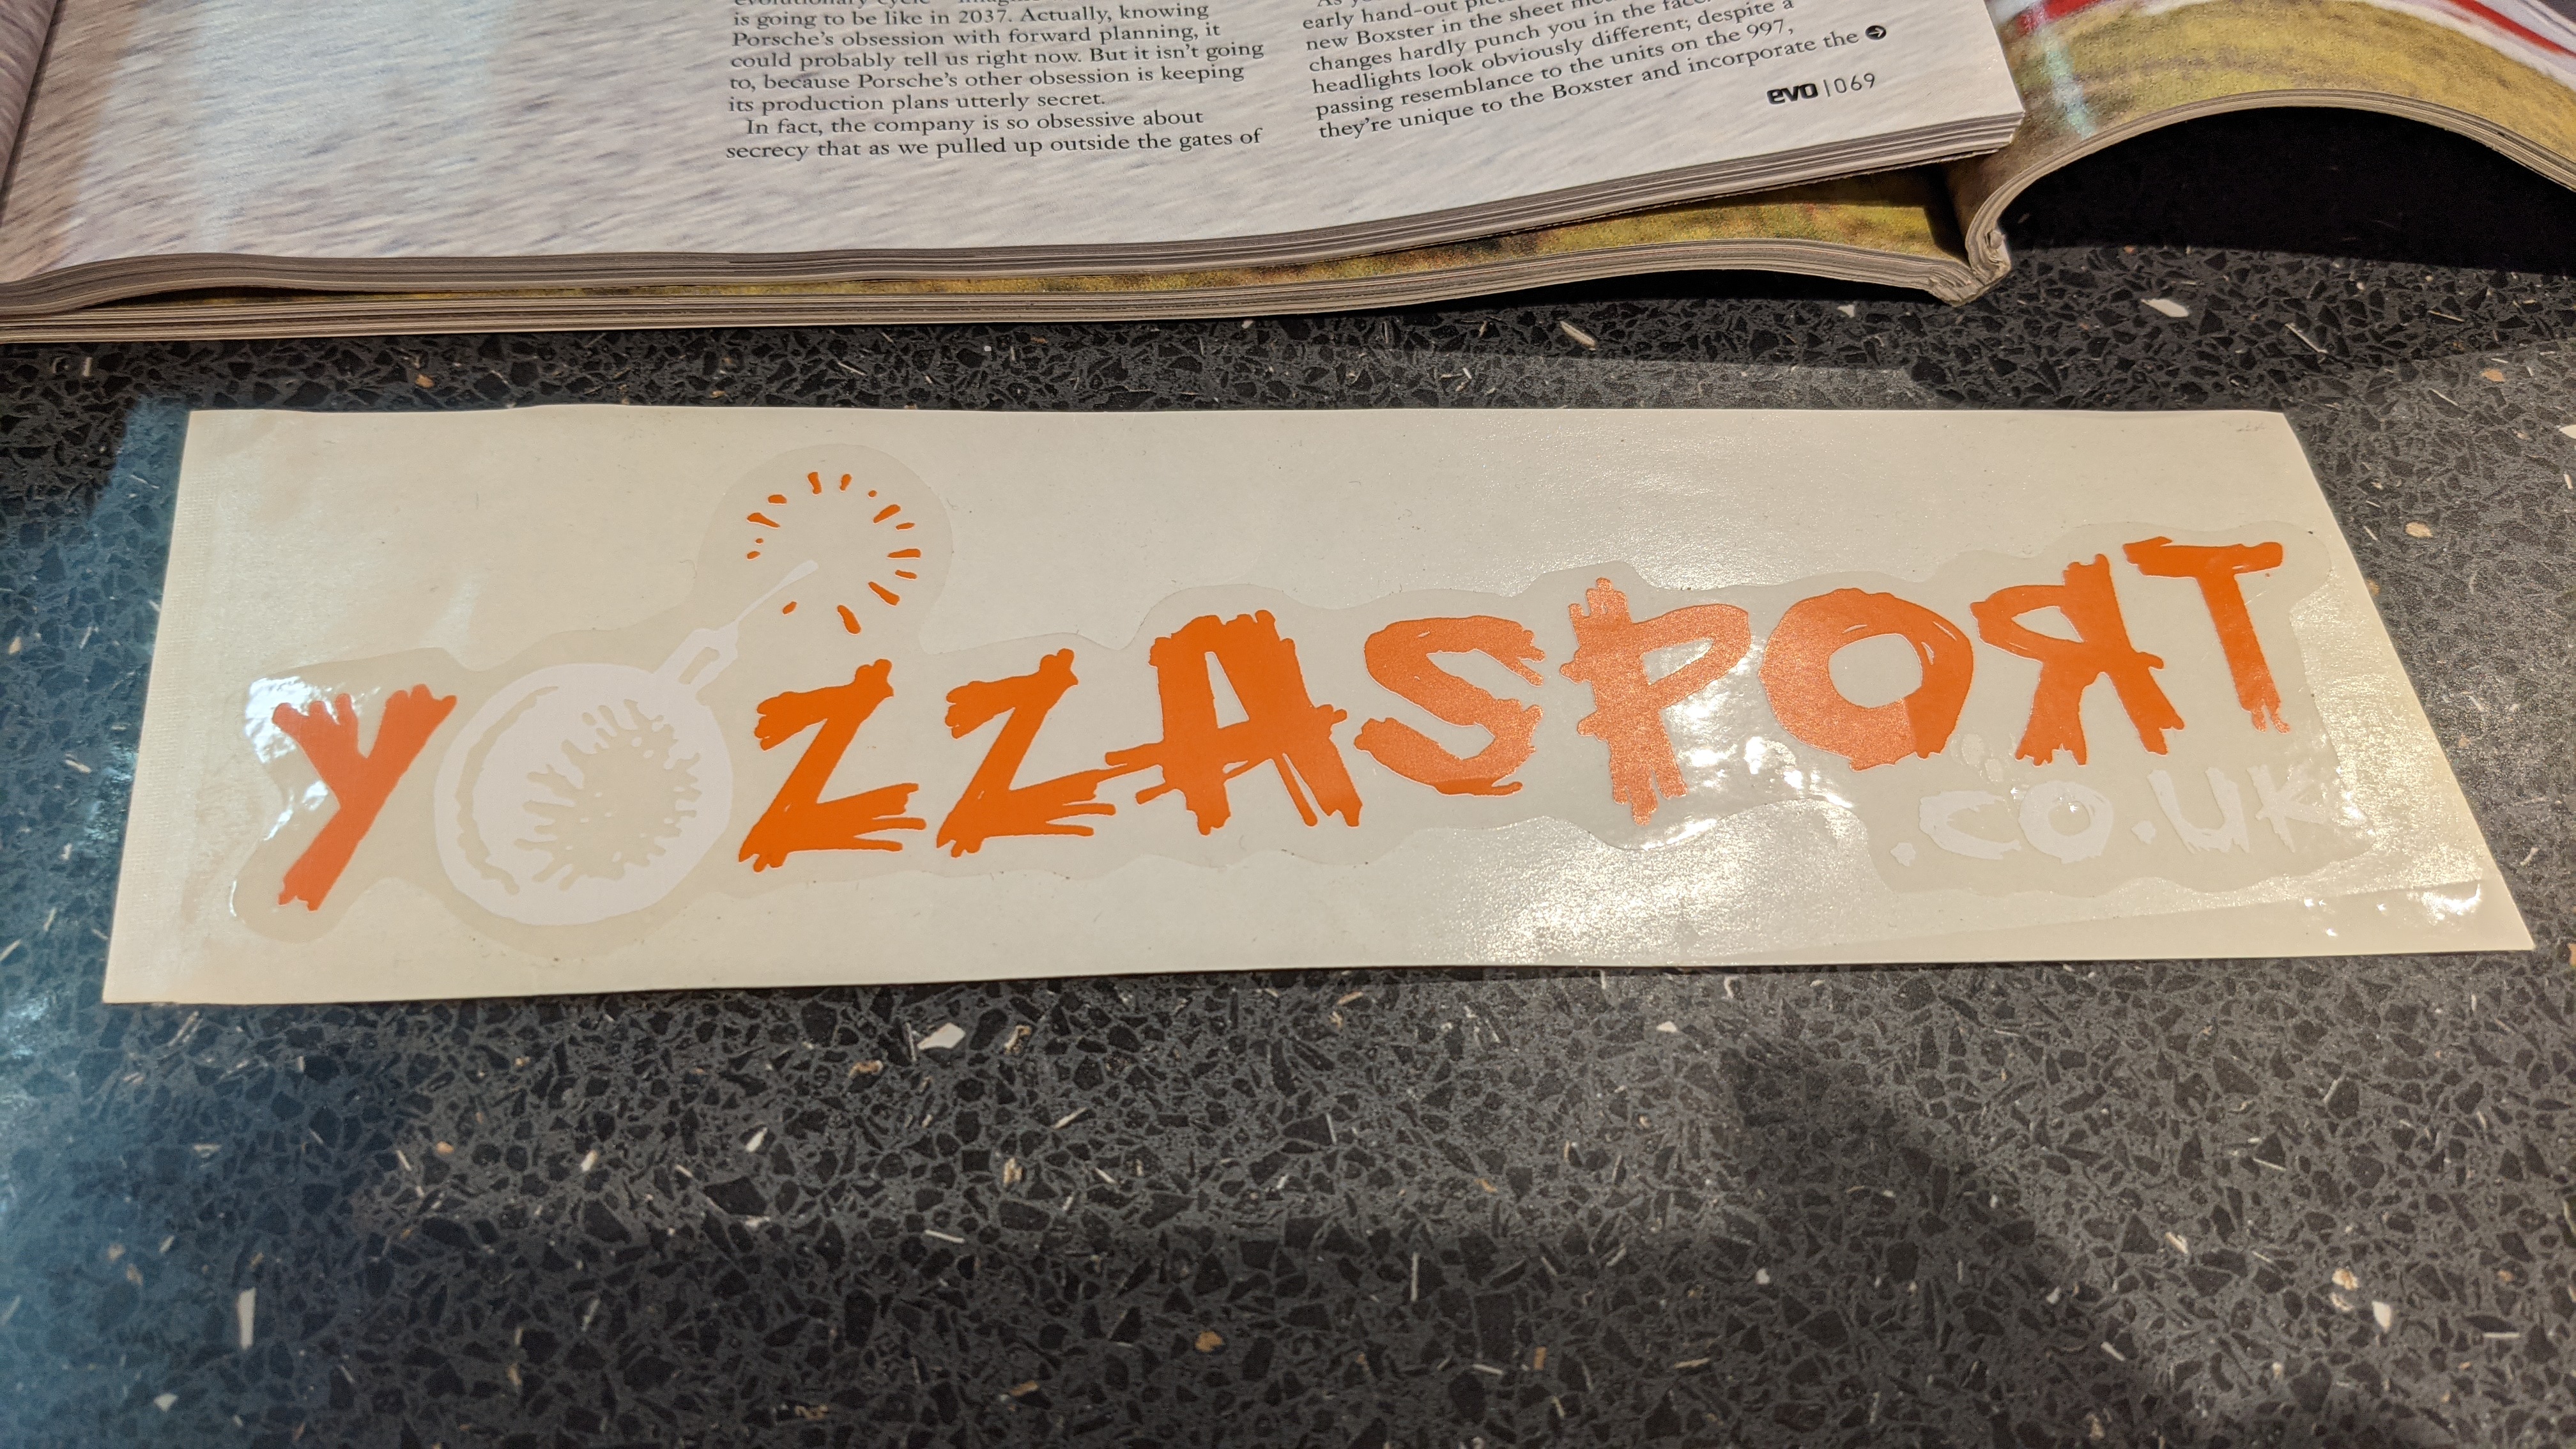 is going to be like in 2037. Actually, knowing
Porsche's obsession with forward planning, it
could probably tell us right now. But it isn't going
to, because Porsche's other obsession is keeping
its production plans utterly secret.
In fact, the company is so obsessive about
secrecy that as we pulled up outside the gates of
early hand-out
new Boxster in the sheet
changes hardly punch you in the face.
headlights look obviously different; despite a
passing resemblance to the units on the 997,
they're unique to the Boxster and incorporate the
evo | 069
YOZZASPORT
.CO.UK